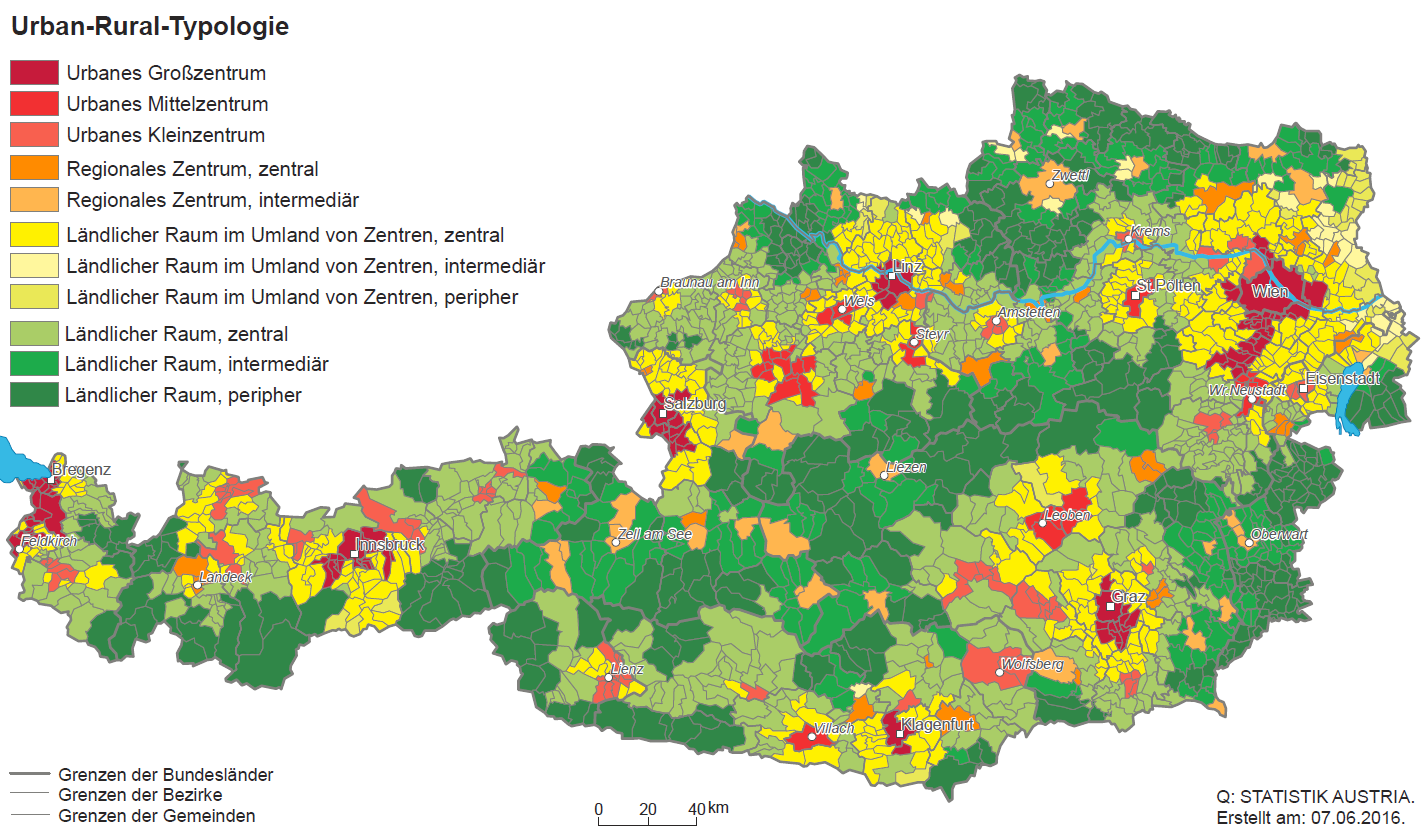 Urban-Rural-Typologie
Urbanes Großzentrum
Urbanes Mittelzentrum
Urbanes Kleinzentrum
Regionales Zentrum, zentral
Regionales Zentrum, intermediär
Ländlicher Raum im Umland von Zentren, zentral
Ländlicher Raum im Umland von Zentren, intermediär
Ländlicher Raum im Umland von Zentren, peripher
Ländlicher Raum, zentral
Ländlicher Raum, intermediär
Ländlicher Raum, peripher
Zwettl
Krems
Linz
Braunau am Inn
St.Pölten
Wien
Wels
Amstetten
Steyr
Eisenstadt
Wr.Neustadt
Salzburg
Bregenz
Liezen
Leoben
Feldkirch
Innsbruck
Zell am See
Oberwart
Landeck
Graz
Lienz
Wolfsberg
Villach
Klagenfurt
Grenzen der Bundesländer
Grenzen der Bezirke
Grenzen der Gemeinden
0 20 40 km
Q: STATISTIK AUSTRIA.
Erstellt am: 07.06.2016.